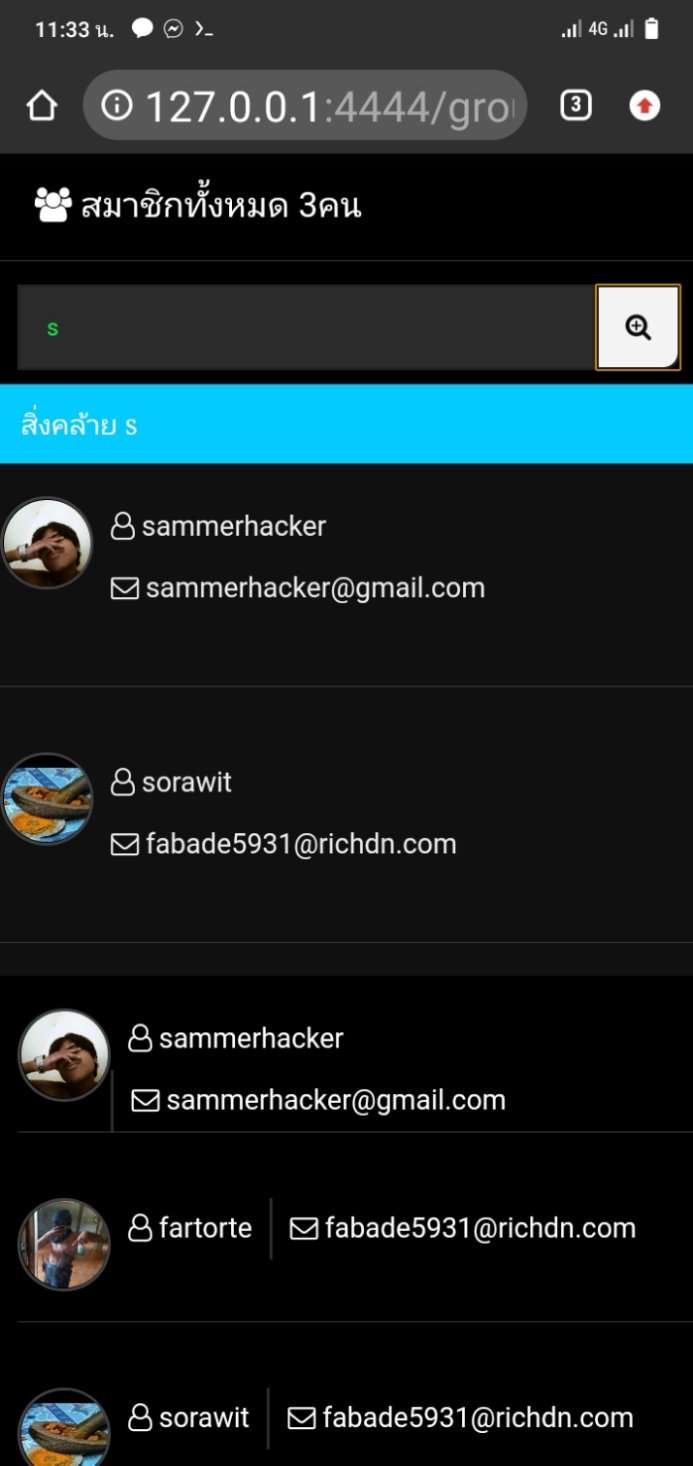 11:33 น.
4G
127.0.0.1:4444/gro
3
สมาชิกทั้งหมด 3คน
s
สิ่งคล้าย s
sammerhacker
sammerhacker@gmail.com
sorawit
fabade5931@richdn.com
sammerhacker
sammerhacker@gmail.com
fartorte fabade5931@richdn.com
sorawit fabade5931@richdn.com